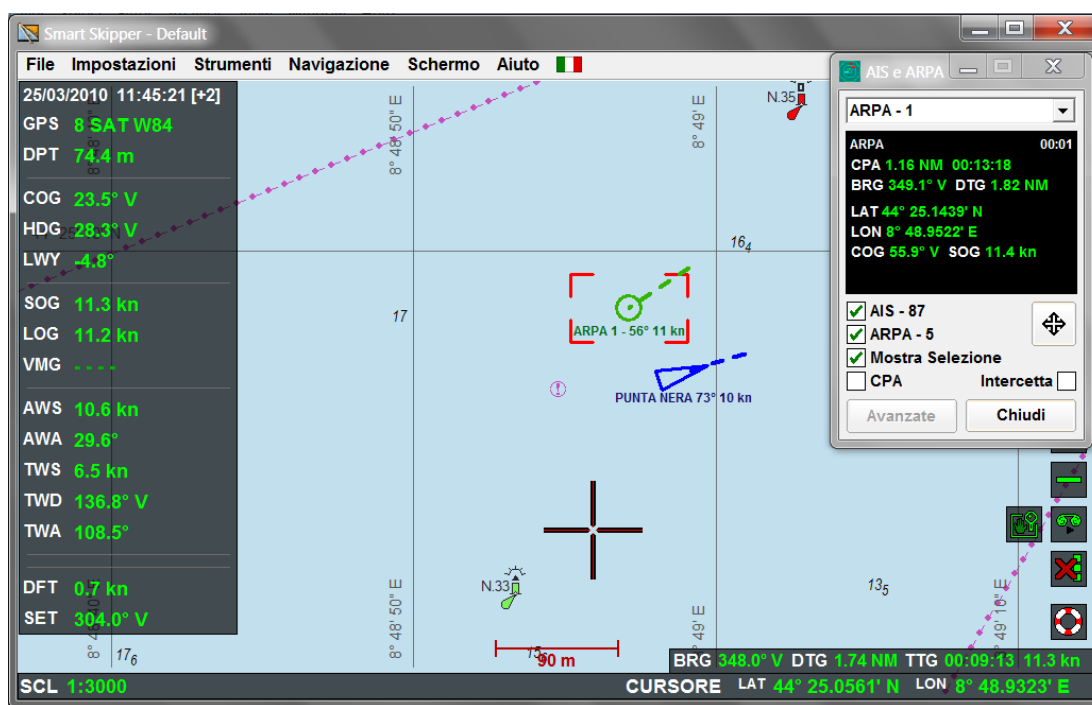 Smart Skipper - Default
File Impostazioni Strumenti Navigazione Schermo Aiuto
25/03/2010 11:45:21 [+2]
GPS 8 SAT W84
DPT 74.4 m
COG 23.5° V
HDG 28.3° V
LWY -4.8°
SOG 11.3 kn
LOG 11.2 kn
VMG - - - -
AWS 10.6 kn
AWA 29.6°
TWS 6.5 kn
TWD 136.8° V
TWA 108.5°
DFT 0.7 kn
SET 304.0° V
8° 48' 50" E
8° 49' E
N.35
16₄
17
ARPA 1 - 56° 11 kn
PUNTA NERA 73° 10 kn
N.33
13₅
8° 48' 50" E
8° 49' E
8° 49' 10" E
17₆
90 m
AIS e ARPA
ARPA - 1
ARPA 00:01
CPA 1.16 NM 00:13:18
BRG 349.1° V DTG 1.82 NM
LAT 44° 25.1439' N
LON 8° 48.9522' E
COG 55.9° V SOG 11.4 kn
AIS - 87
ARPA - 5
Mostra Selezione
CPA Intercetta
Avanzate Chiudi
BRG 348.0° V DTG 1.74 NM TTG 00:09:13 11.3 kn
SCL 1:3000 CURSORE LAT 44° 25.0561' N LON 8° 48.9323' E